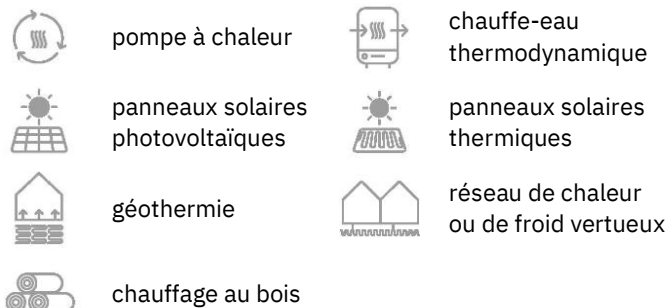 pompe à chaleur
chauffe-eau
thermodynamique
panneaux solaires
photovoltaïques
panneaux solaires
thermiques
géothermie
réseau de chaleur
ou de froid vertueux
chauffage au bois